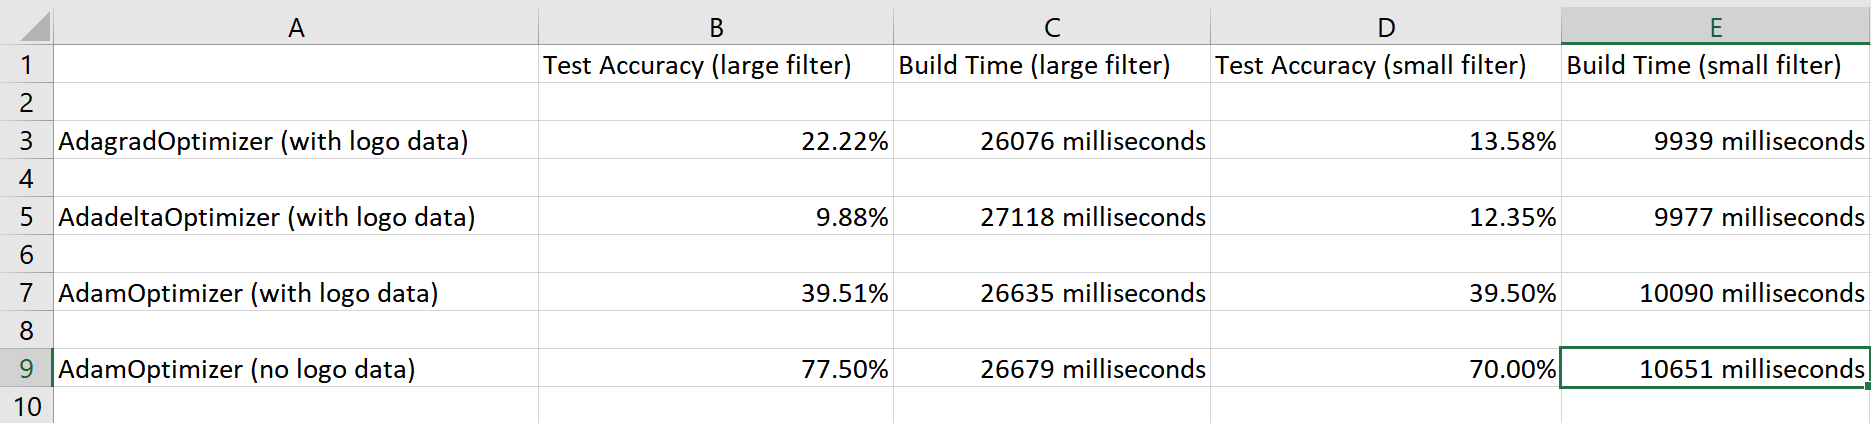 A B C D E
1 Test Accuracy (large filter) Build Time (large filter) Test Accuracy (small filter) Build Time (small filter)
2
3 AdagradOptimizer (with logo data) 22.22% 26076 milliseconds 13.58% 9939 milliseconds
4
5 AdadeltaOptimizer (with logo data) 9.88% 27118 milliseconds 12.35% 9977 milliseconds
6
7 AdamOptimizer (with logo data) 39.51% 26635 milliseconds 39.50% 10090 milliseconds
8
9 AdamOptimizer (no logo data) 77.50% 26679 milliseconds 70.00% 10651 milliseconds
10